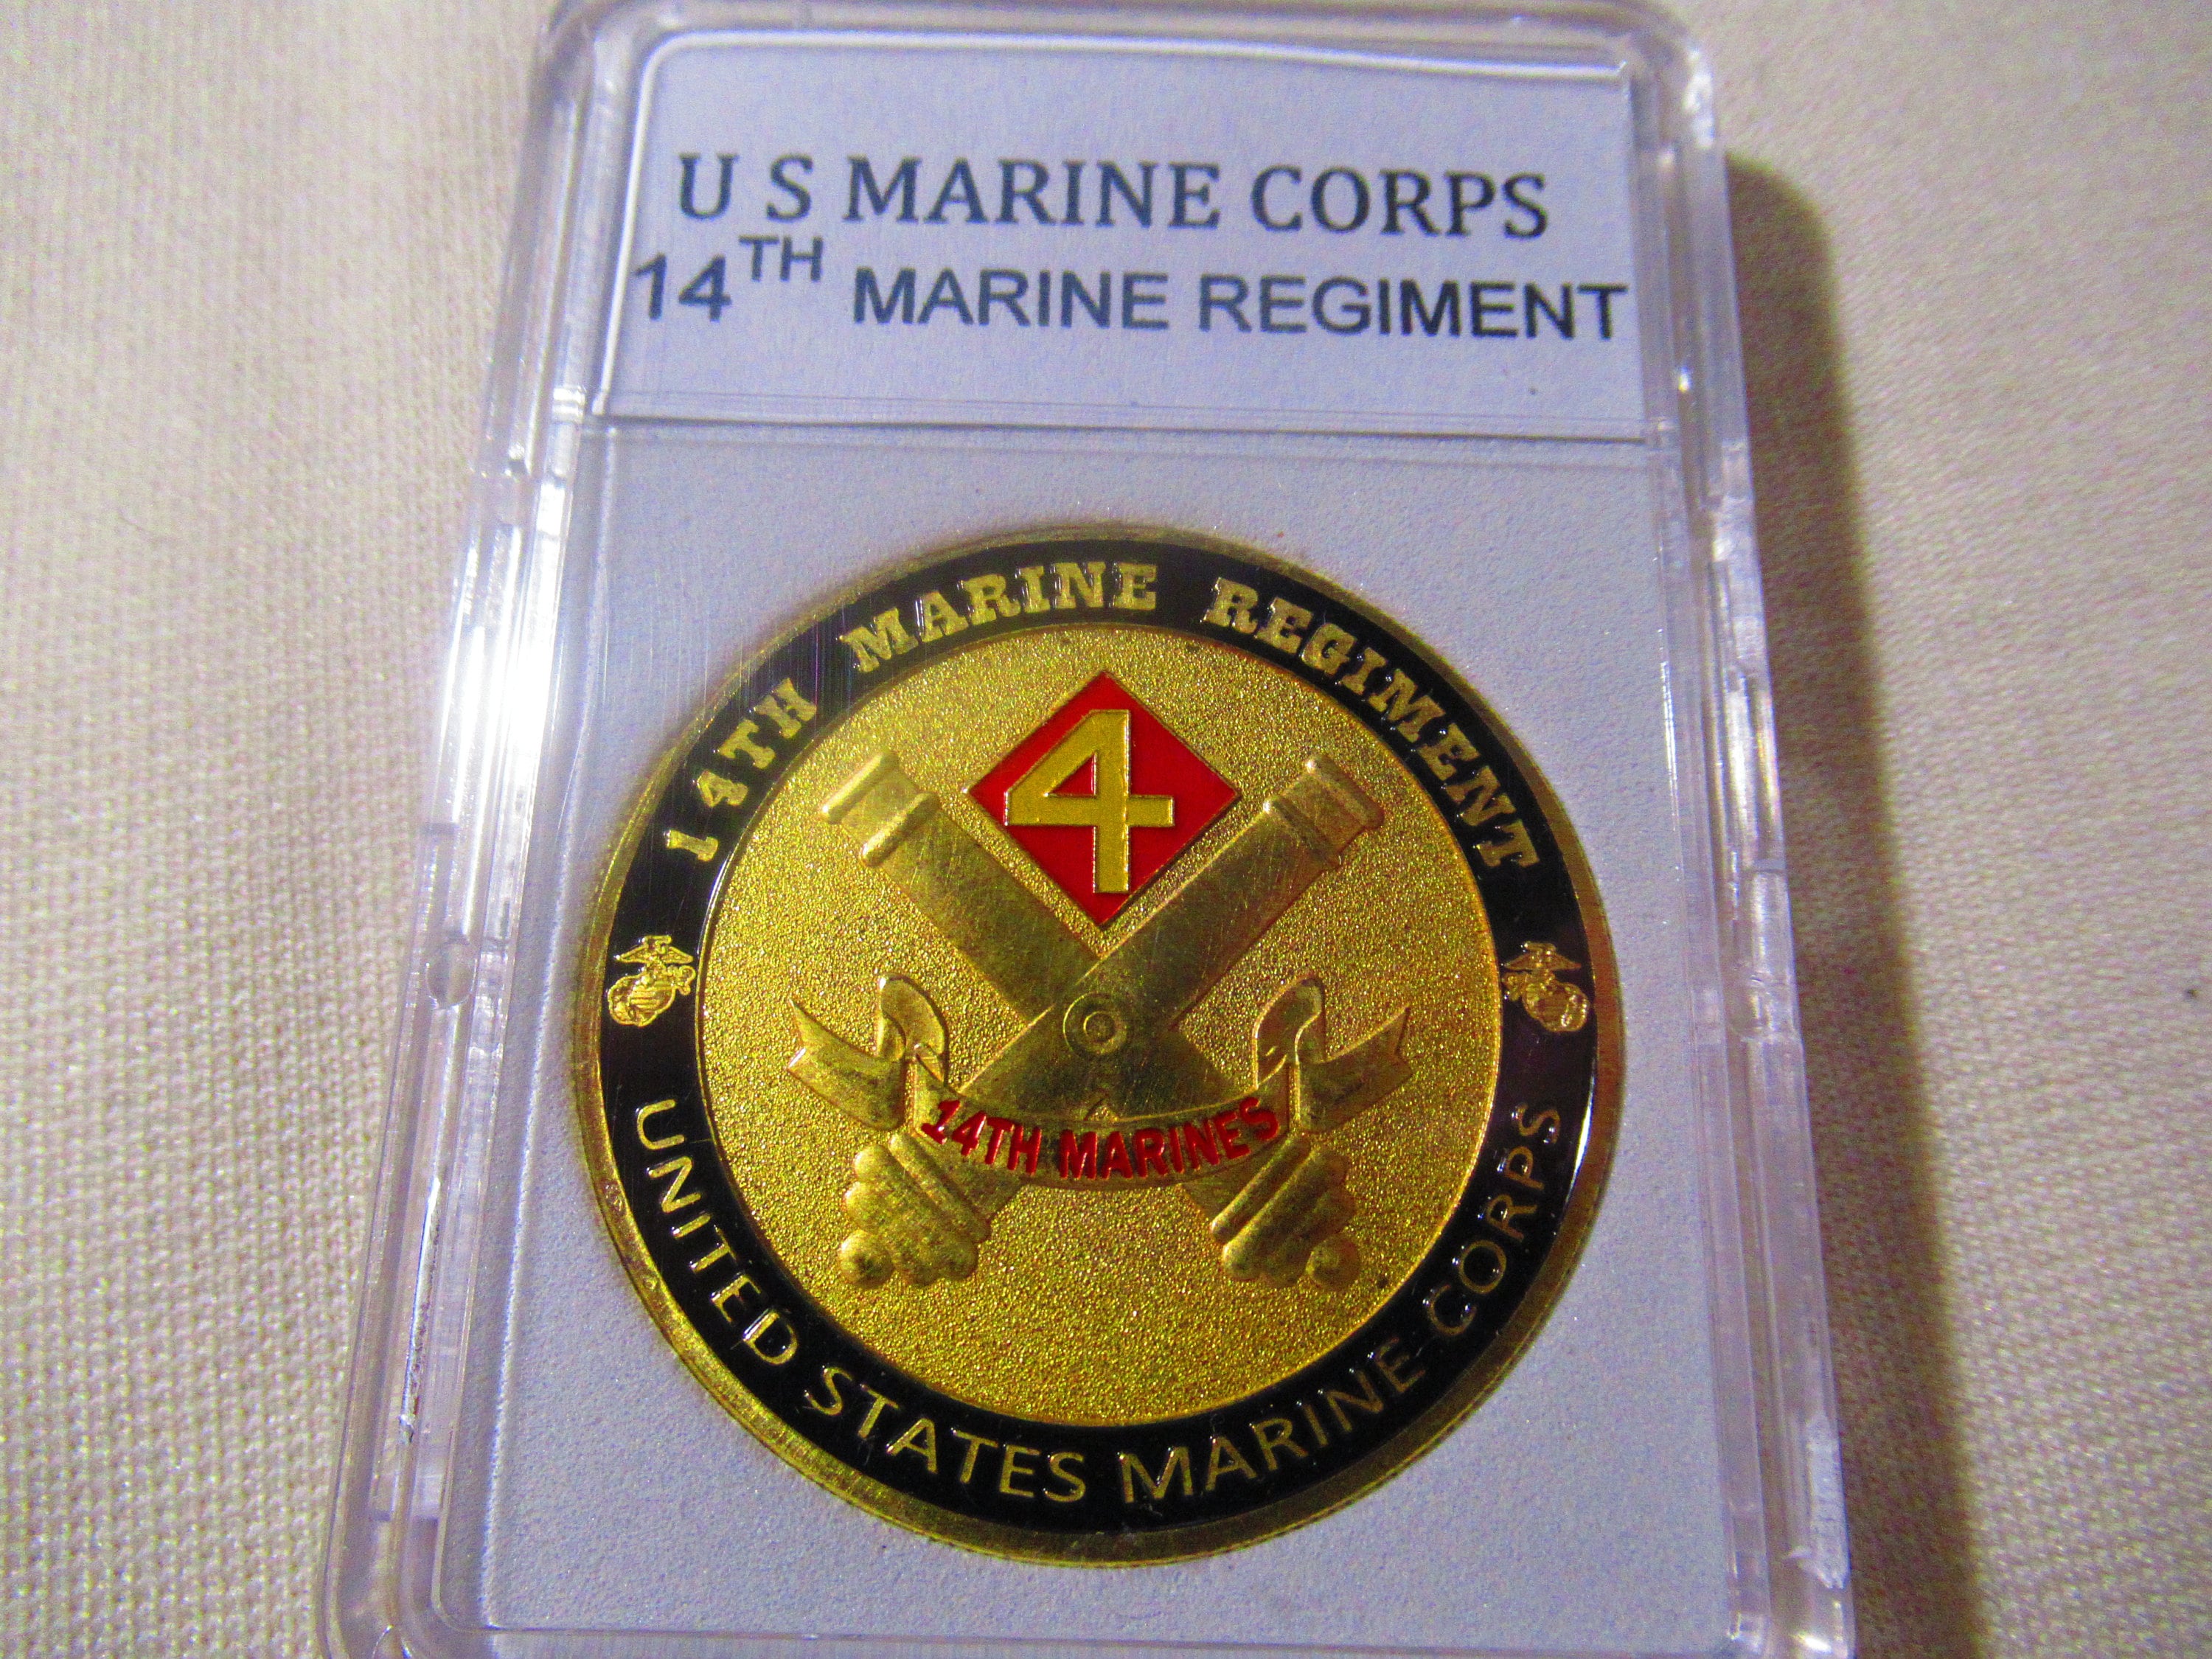 U S MARINE CORPS
14TH MARINE REGIMENT
14TH MARINE REGIMENT
4
14TH MARINES
UNITED STATES MARINE CORPS